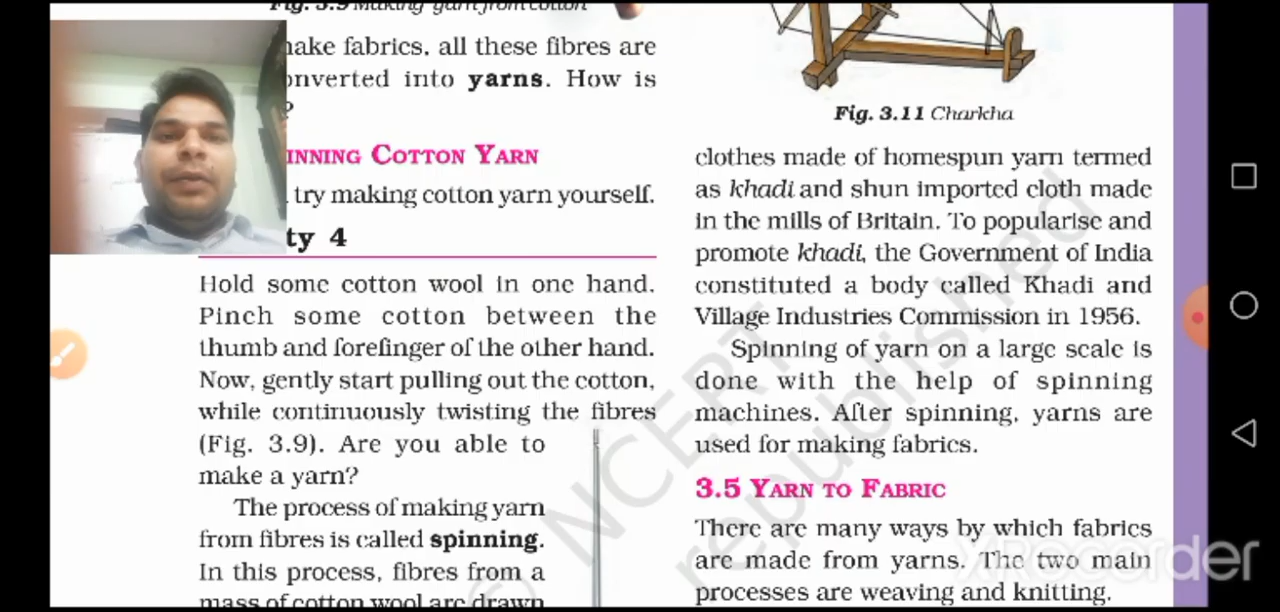 Fig. 3.9 Making yarn from cotton
make fabrics, all these fibres are
converted into yarns. How is
?
INNING COTTON YARN
try making cotton yarn yourself.
ty 4
Hold some cotton wool in one hand.
Pinch some cotton between the
thumb and forefinger of the other hand.
Now, gently start pulling out the cotton,
while continuously twisting the fibres
(Fig. 3.9). Are you able to
make a yarn?
The process of making yarn
from fibres is called spinning.
In this process, fibres from a
mass of cotton wool are drawn
Fig. 3.11 Charkha
clothes made of homespun yarn termed
as khadi and shun imported cloth made
in the mills of Britain. To popularise and
promote khadi, the Government of India
constituted a body called Khadi and
Village Industries Commission in 1956.
Spinning of yarn on a large scale is
done with the help of spinning
machines. After spinning, yarns are
used for making fabrics.
3.5 YARN TO FABRIC
There are many ways by which fabrics
are made from yarns. The two main
processes are weaving and knitting.
© NCERT
republished
XRecorder